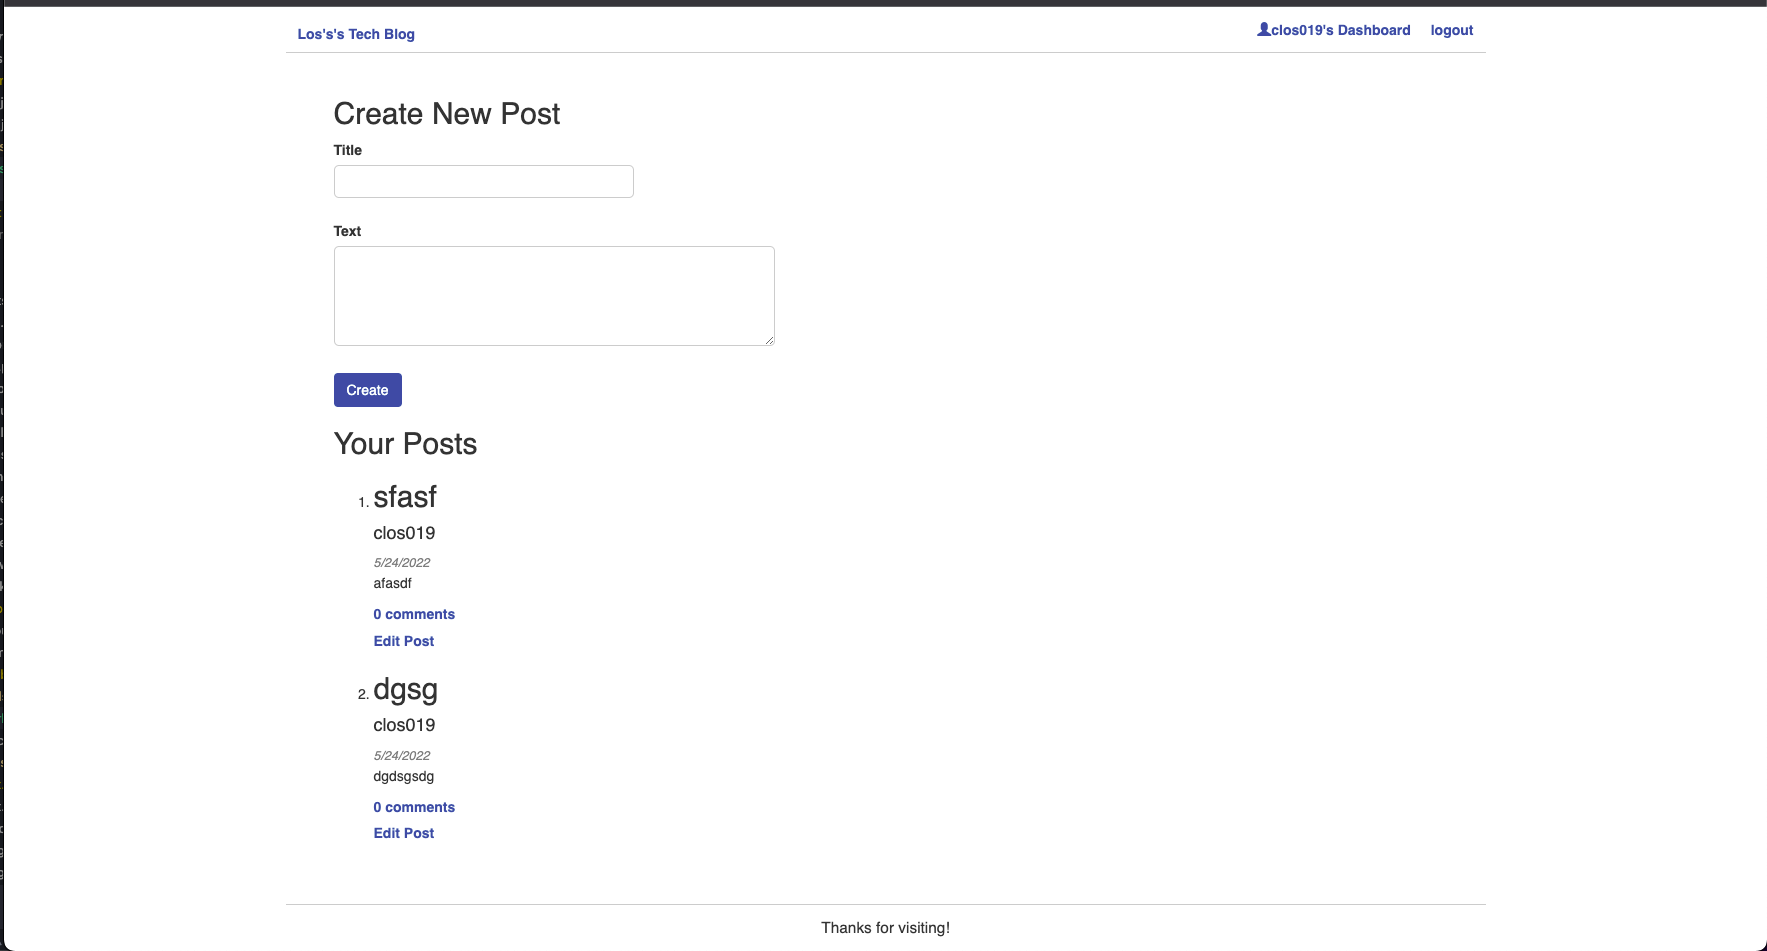 Los's's Tech Blog
clos019's Dashboard logout
Create New Post
Title
Text
Create
Your Posts
1. sfasf
clos019
5/24/2022
afasdf
0 comments
Edit Post
2. dgsg
clos019
5/24/2022
dgdsgsdg
0 comments
Edit Post
Thanks for visiting!